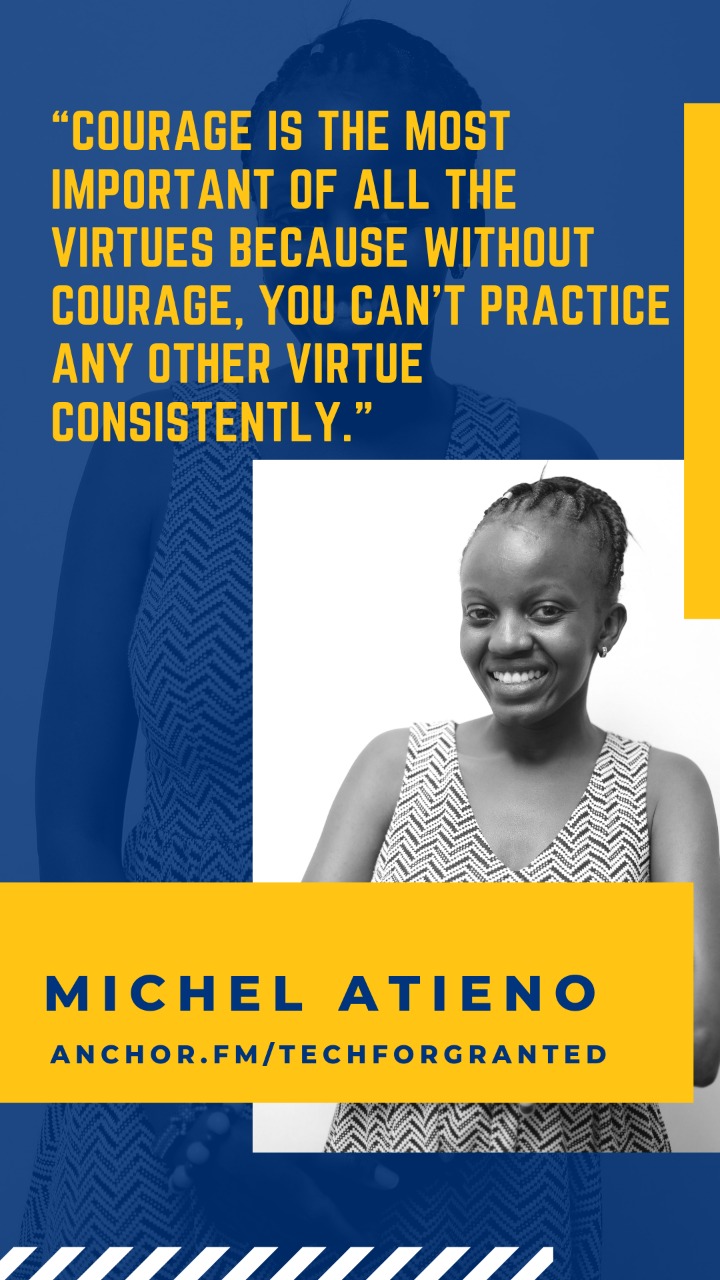 “COURAGE IS THE MOST
IMPORTANT OF ALL THE
VIRTUES BECAUSE WITHOUT
COURAGE, YOU CAN’T PRACTICE
ANY OTHER VIRTUE
CONSISTENTLY.”
MICHEL ATIENO
ANCHOR.FM/TECHFORGRANTED